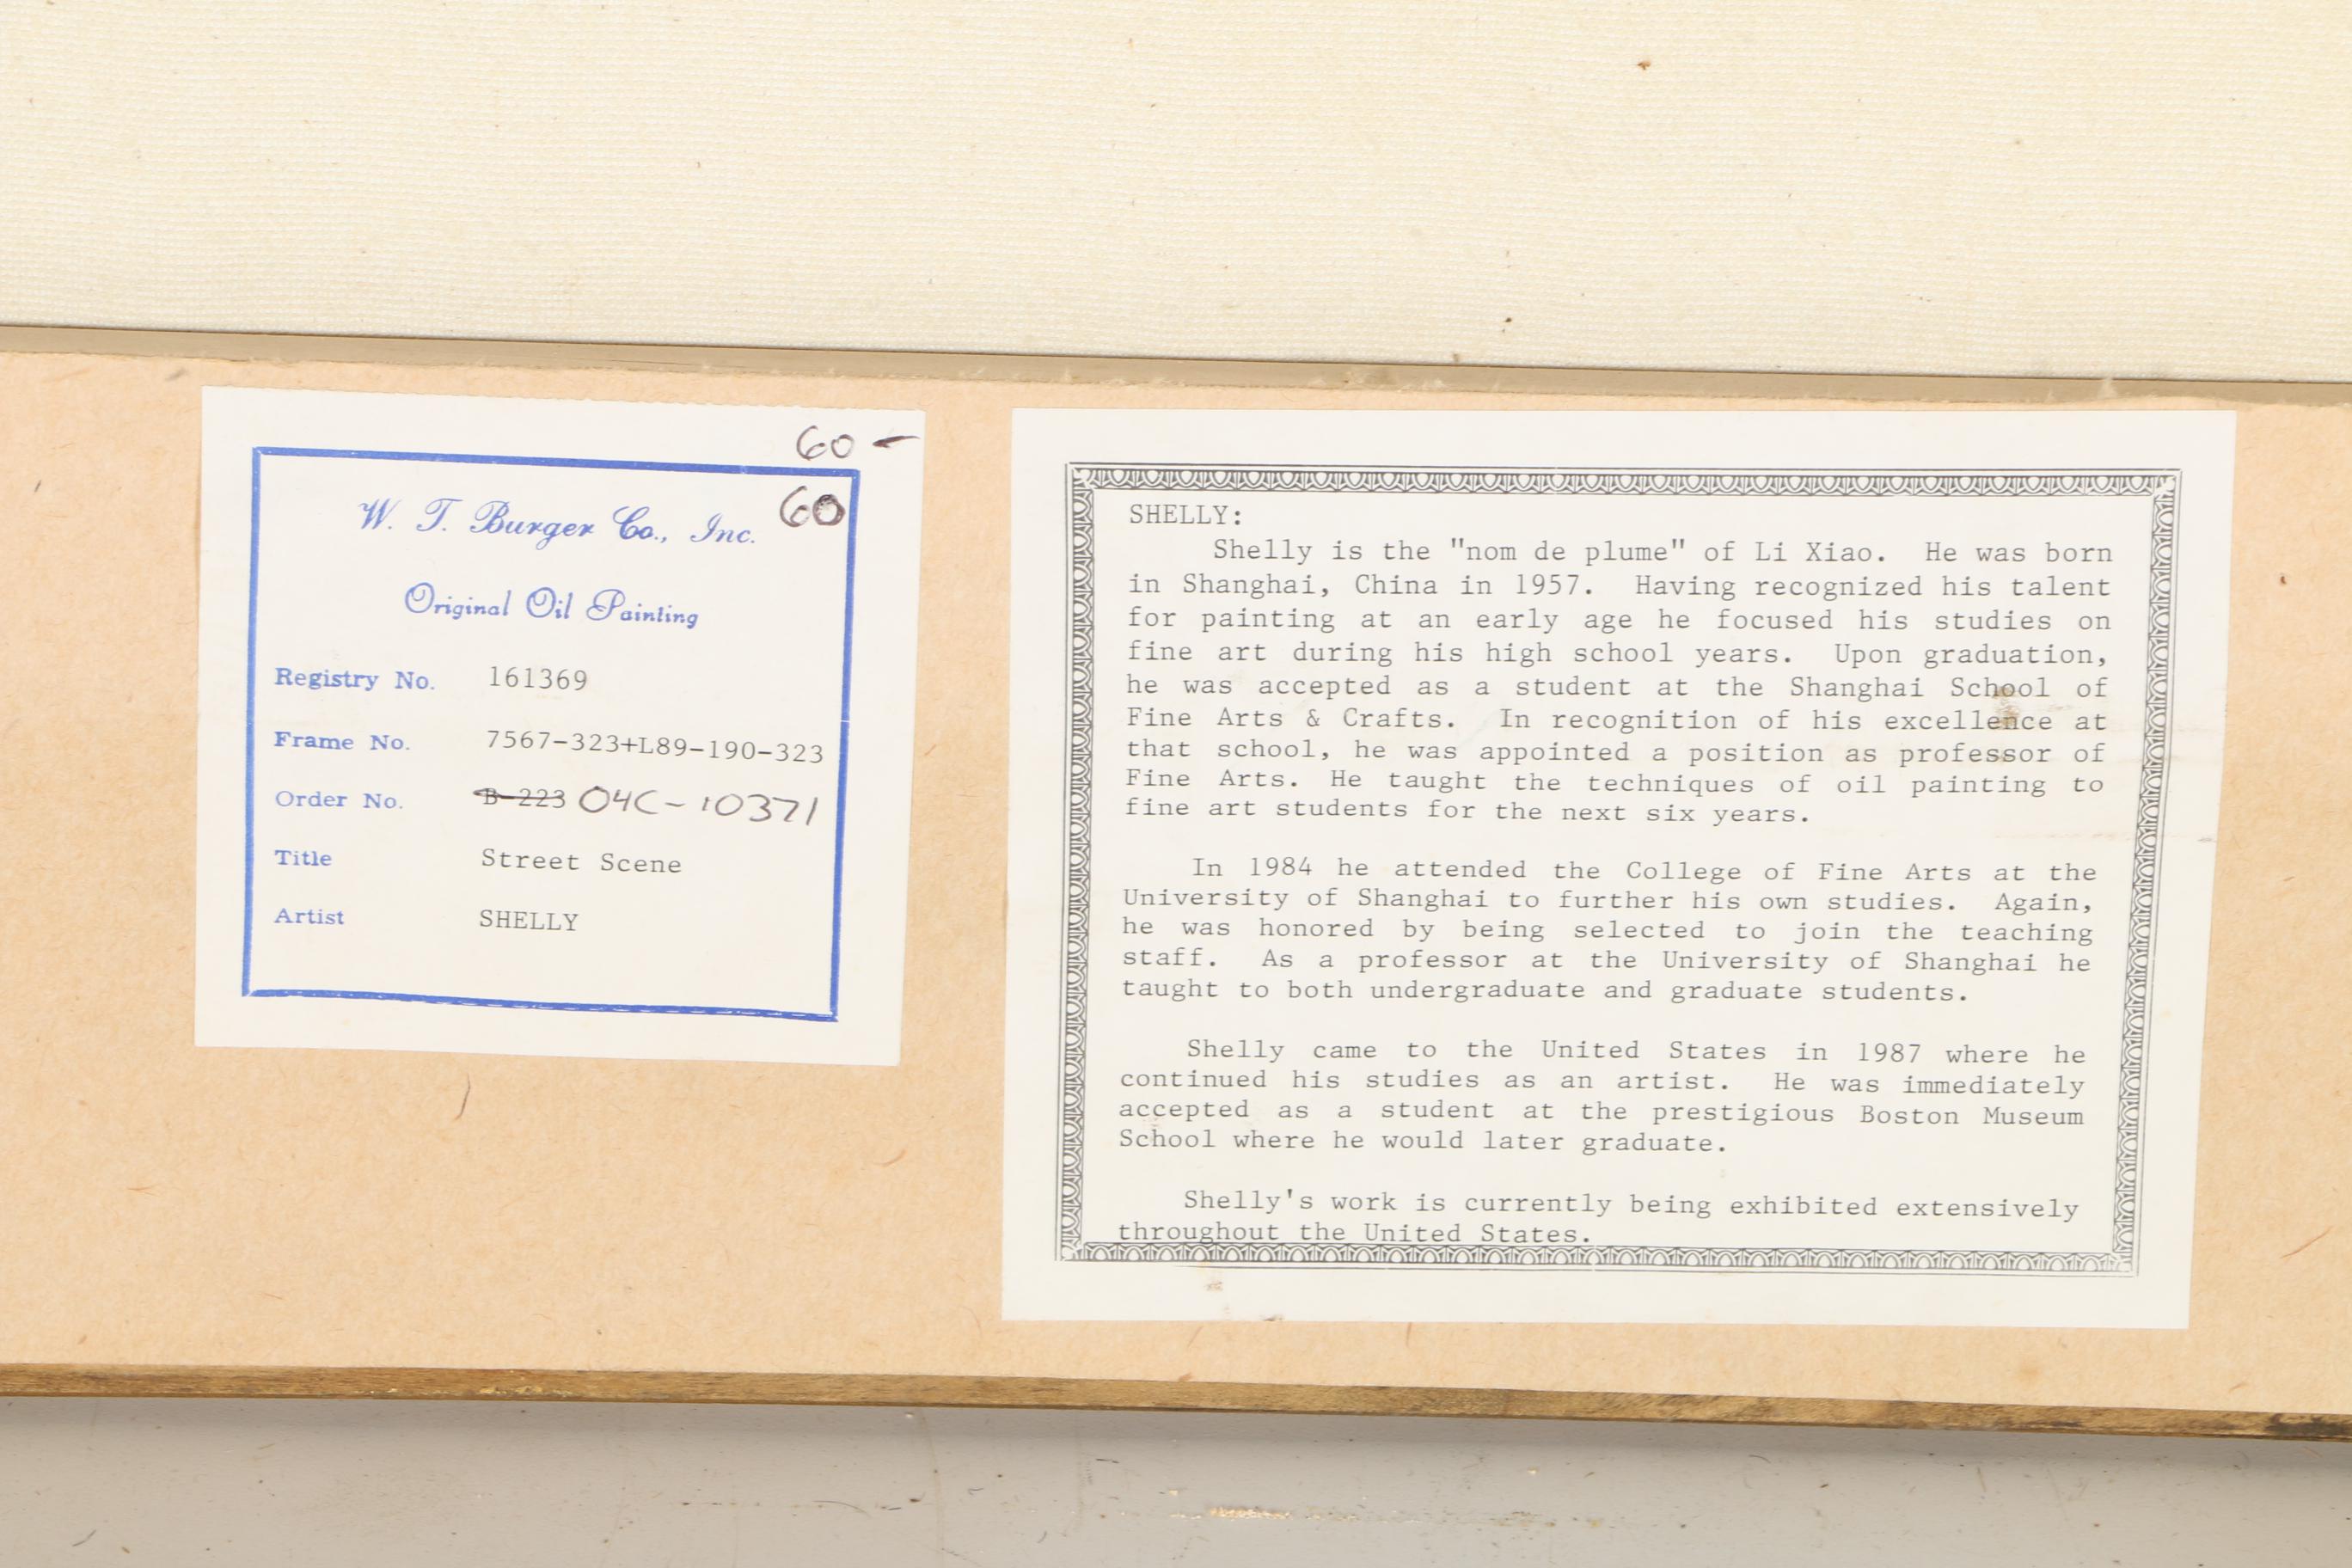 60 -
60
W. T. Burger Co., Inc.
Original Oil Painting
Registry No. 161369
Frame No. 7567-323+L89-190-323
Order No. B-223 04C-10371
Title Street Scene
Artist SHELLY
SHELLY:
Shelly is the "nom de plume" of Li Xiao. He was born
in Shanghai, China in 1957. Having recognized his talent
for painting at an early age he focused his studies on
fine art during his high school years. Upon graduation,
he was accepted as a student at the Shanghai School of
Fine Arts & Crafts. In recognition of his excellence at
that school, he was appointed a position as professor of
Fine Arts. He taught the techniques of oil painting to
fine art students for the next six years.
In 1984 he attended the College of Fine Arts at the
University of Shanghai to further his own studies. Again,
he was honored by being selected to join the teaching
staff. As a professor at the University of Shanghai he
taught to both undergraduate and graduate students.
Shelly came to the United States in 1987 where he
continued his studies as an artist. He was immediately
accepted as a student at the prestigious Boston Museum
School where he would later graduate.
Shelly's work is currently being exhibited extensively
throughout the United States.